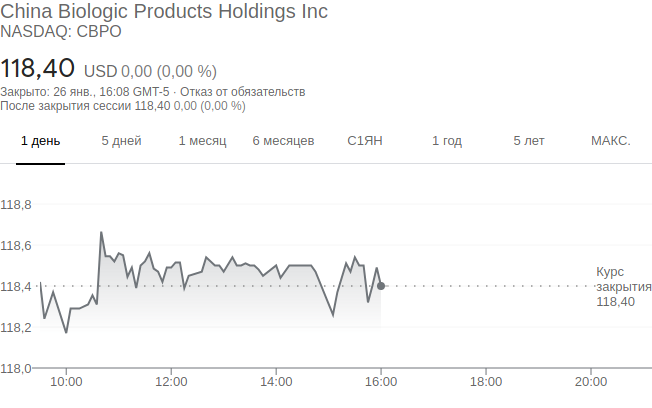 China Biologic Products Holdings Inc
NASDAQ: CBPO
118,40 USD 0,00 (0,00 %)
Закрыто: 26 янв., 16:08 GMT-5 · Отказ от обязательств
После закрытия сессии 118,40 0,00 (0,00 %)
1 день 5 дней 1 месяц 6 месяцев С1ЯН 1 год 5 лет МАКС.
118,8
118,6
118,4
118,2
118,0
Курс
закрытия
118,40
10:00 12:00 14:00 16:00 18:00 20:00